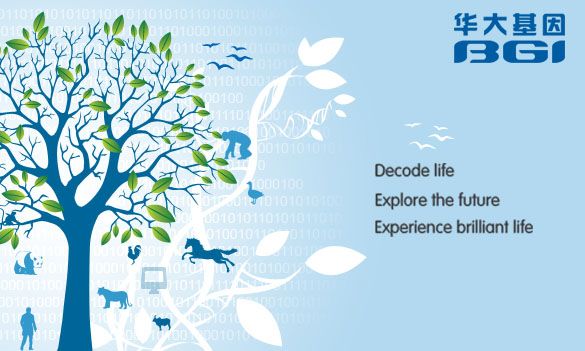 华大基因
BGI
Decode life
Explore the future
Experience brilliant life